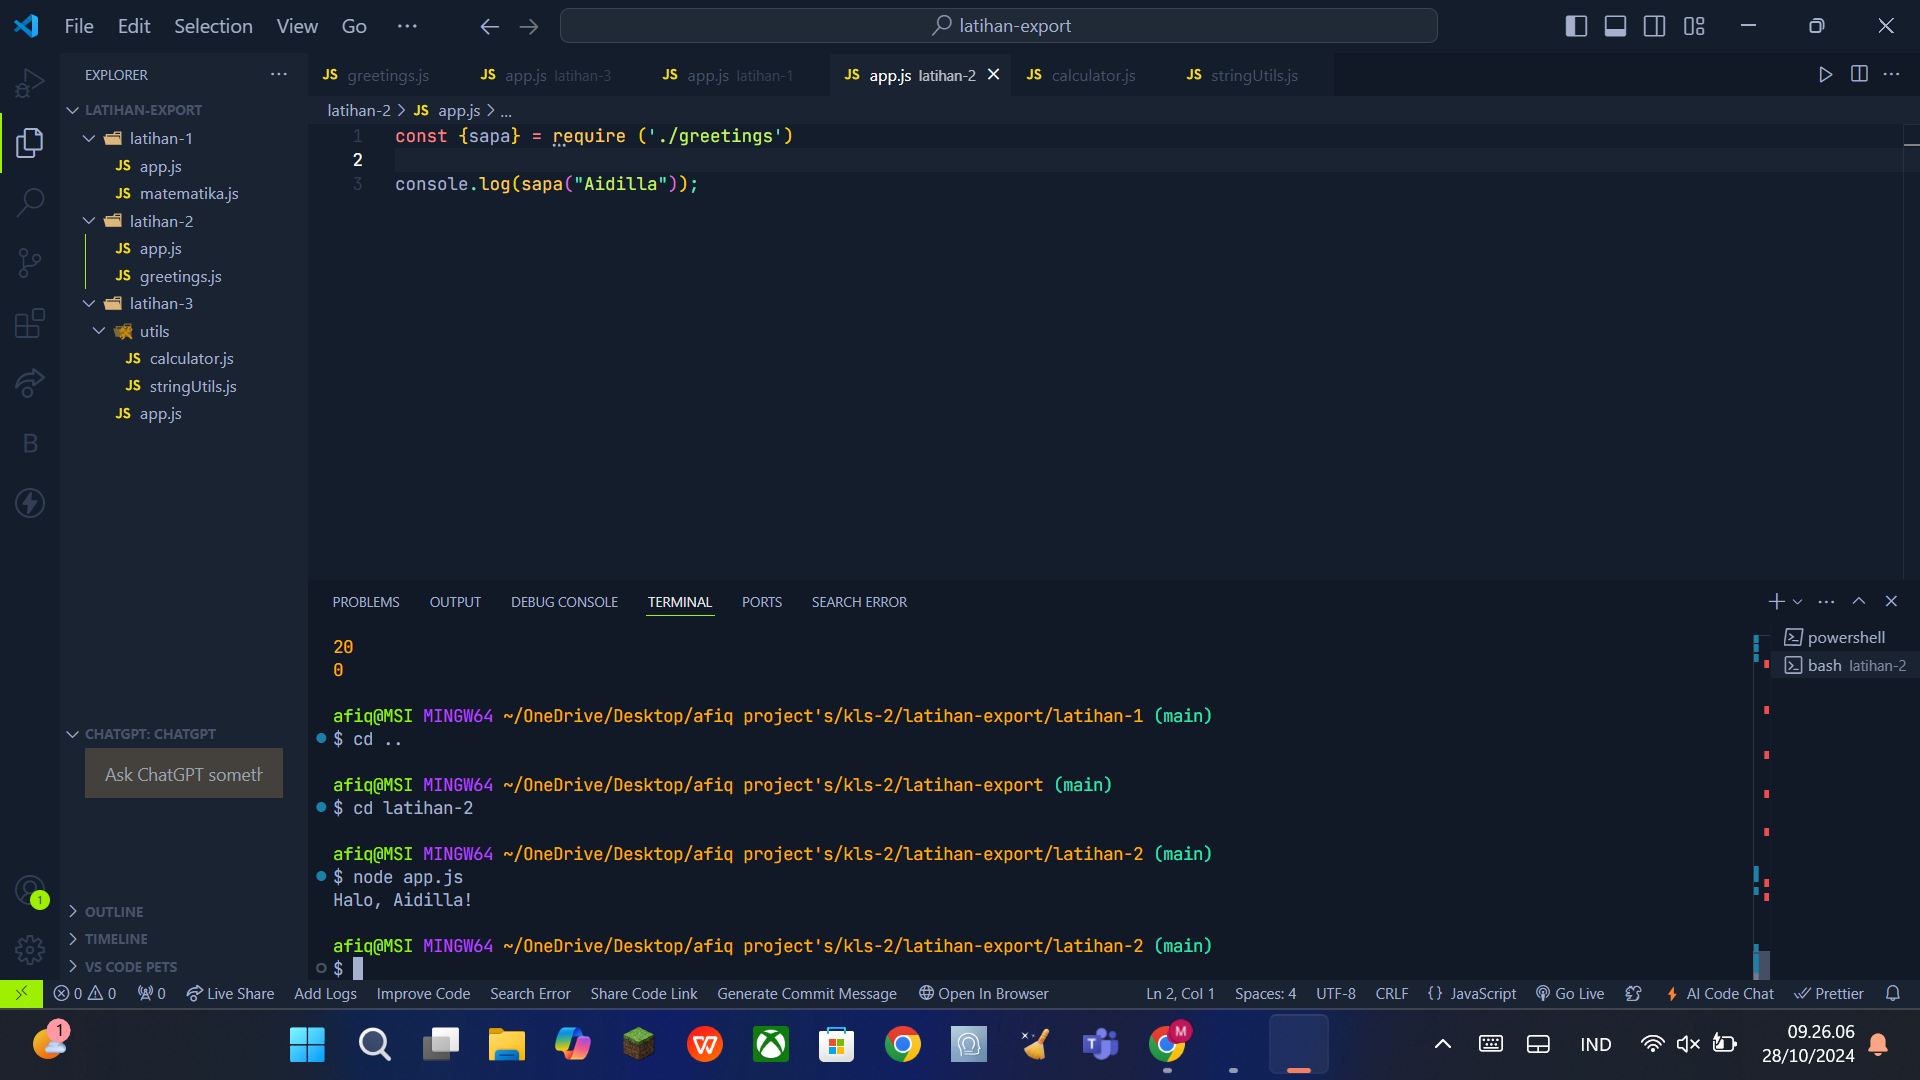 File Edit Selection View Go ... latihan-export
EXPLORER ...
LATIHAN-EXPORT
latihan-1
JS app.js
JS matematika.js
latihan-2
JS app.js
JS greetings.js
latihan-3
utils
JS calculator.js
JS stringUtils.js
JS app.js
B
CHATGPT: CHATGPT
Ask ChatGPT someth
1
OUTLINE
TIMELINE
VS CODE PETS
JS greetings.js JS app.js latihan-3 JS app.js latihan-1 JS app.js latihan-2 JS calculator.js JS stringUtils.js
latihan-2 > JS app.js > ...
1 const {sapa} = require ('./greetings')
2
3 console.log(sapa("Aidilla"));
PROBLEMS OUTPUT DEBUG CONSOLE TERMINAL PORTS SEARCH ERROR
20
0
afiq@MSI MINGW64 ~/OneDrive/Desktop/afiq project's/kls-2/latihan-export/latihan-1 (main)
$ cd ..
afiq@MSI MINGW64 ~/OneDrive/Desktop/afiq project's/kls-2/latihan-export (main)
$ cd latihan-2
afiq@MSI MINGW64 ~/OneDrive/Desktop/afiq project's/kls-2/latihan-export/latihan-2 (main)
$ node app.js
Halo, Aidilla!
afiq@MSI MINGW64 ~/OneDrive/Desktop/afiq project's/kls-2/latihan-export/latihan-2 (main)
$
powershell
bash latihan-2
0 0 0 Live Share Add Logs Improve Code Search Error Share Code Link Generate Commit Message Open In Browser Ln 2, Col 1 Spaces: 4 UTF-8 CRLF {} JavaScript Go Live AI Code Chat Prettier
1 M IND 09.26.06
28/10/2024